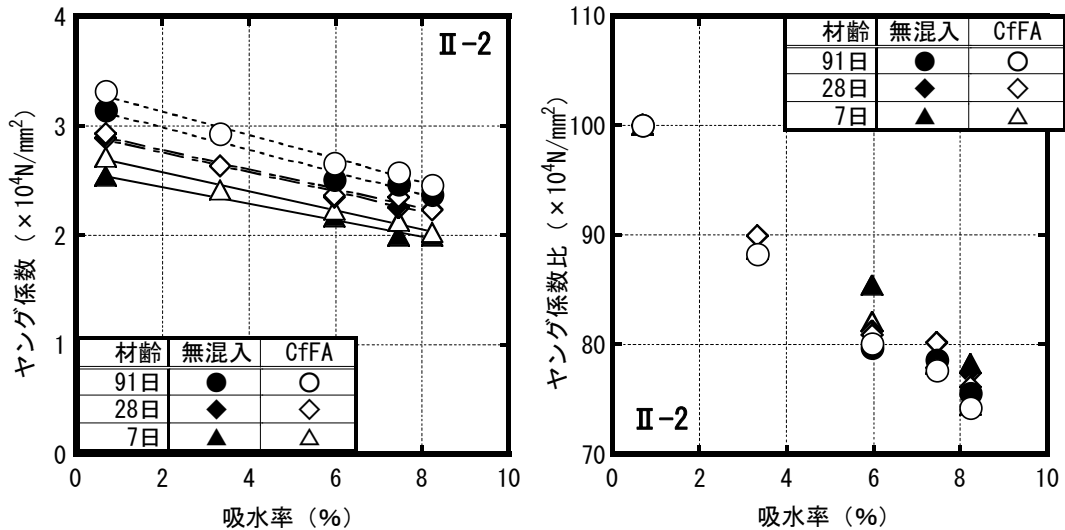 Ⅱ-2
ヤング係数 (×10⁴N/mm²)
4
3
2
1
0
材齢 無混入 CfFA
91日
28日
7日
0 2 4 6 8 10
吸水率 (%)
材齢 無混入 CfFA
91日
28日
7日
ヤング係数比 (×10⁴N/mm²)
110
100
90
80
70
Ⅱ-2
0 2 4 6 8 10
吸水率 (%)